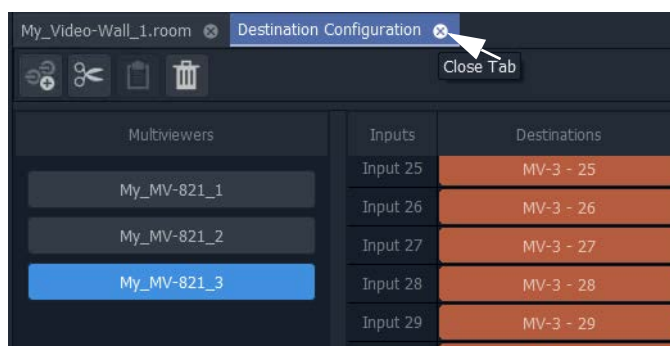 My_Video-Wall_1.room Destination Configuration
Close Tab
Multiviewers Inputs Destinations
My_MV-821_1
My_MV-821_2
My_MV-821_3
Input 25 MV-3 - 25
Input 26 MV-3 - 26
Input 27 MV-3 - 27
Input 28 MV-3 - 28
Input 29 MV-3 - 29